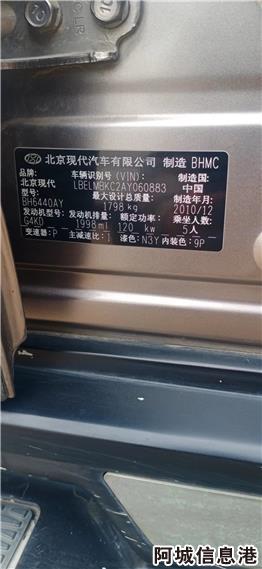 北京现代汽车有限公司 制造 BHMC
品牌: 车辆识别号(VIN): 制造国:
北京现代 LBELMBKC2AY060883 中国
型号: 最大设计总质量: 制造年月:
BH6440AY 1798 kg 2010/12
发动机型号: 发动机排量: 额定功率: 乘坐人数:
G4KD 1998ml 120 kw 5人
变速器:P 主减速比:1 漆色:N3Y 内装色:9P
阿城信息港